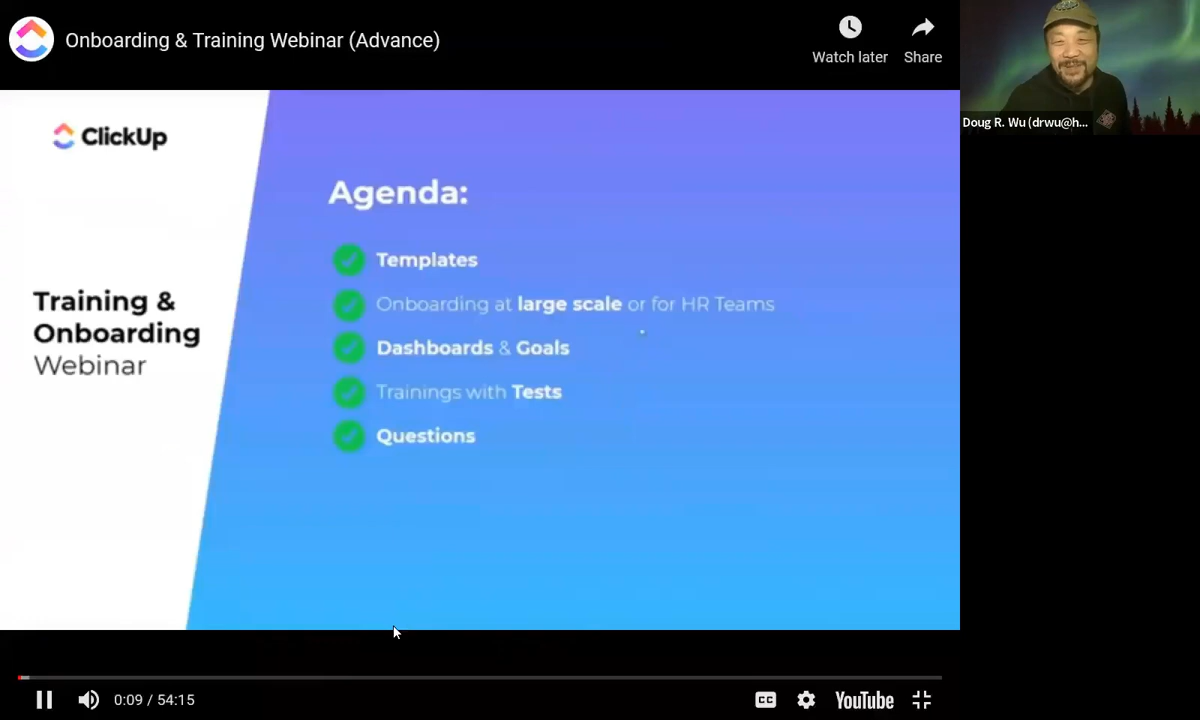 Onboarding & Training Webinar (Advance)
Watch later
Share
Doug R. Wu (drwu@h...
ClickUp
Agenda:
Templates
Onboarding at large scale or for HR Teams
Dashboards & Goals
Trainings with Tests
Questions
Training &
Onboarding
Webinar
0:09 / 54:15
CC
YouTube